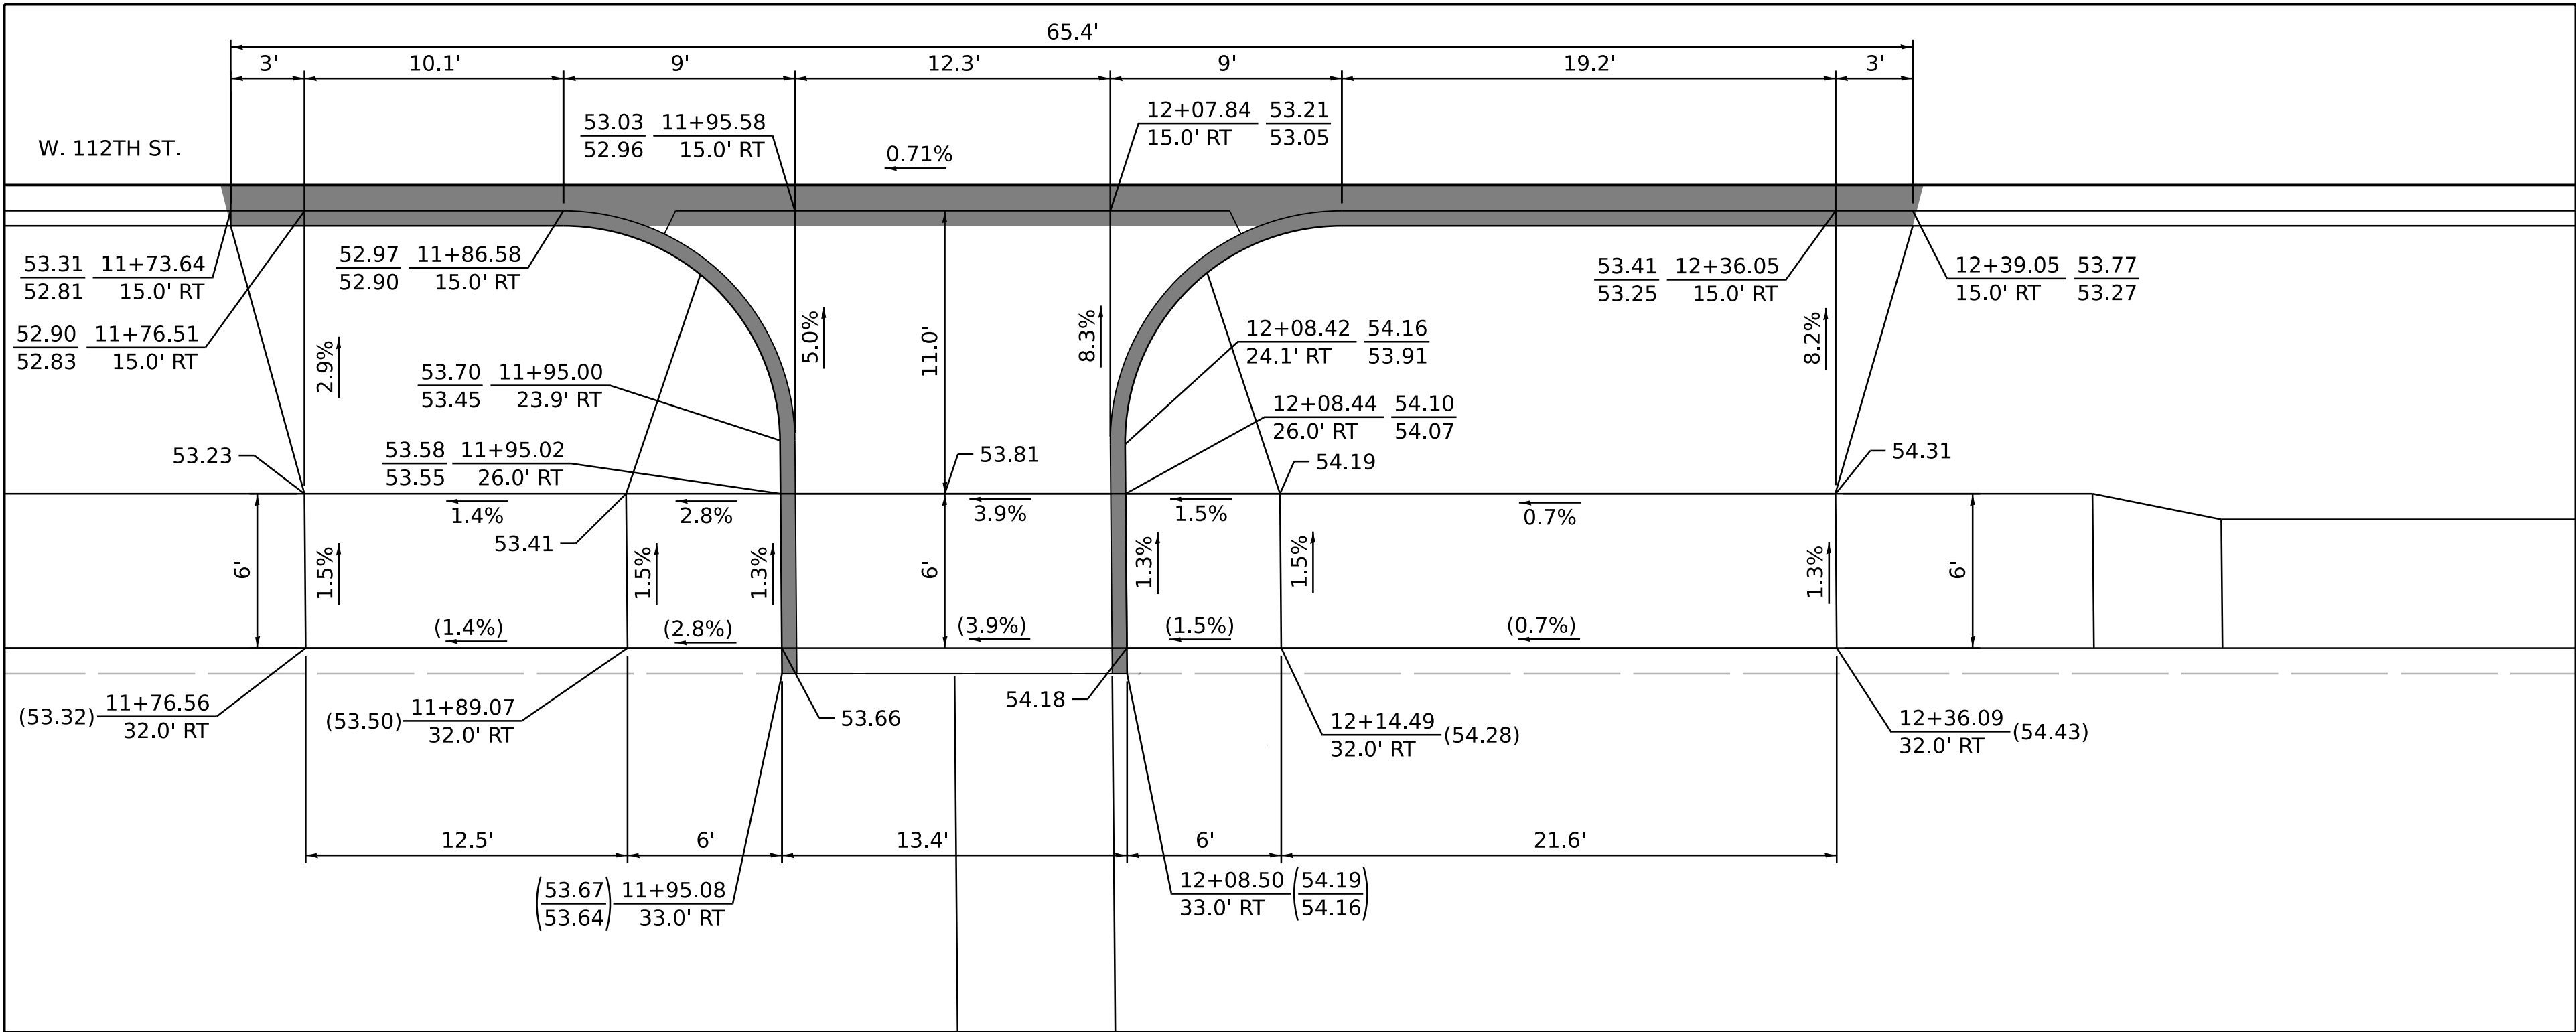 65.4'
3' 10.1' 9' 12.3' 9' 19.2' 3'
W. 112TH ST.
53.03 11+95.58
52.96 15.0' RT
0.71%
12+07.84 53.21
15.0' RT 53.05
53.31 11+73.64
52.81 15.0' RT
52.90 11+76.51
52.83 15.0' RT
52.97 11+86.58
52.90 15.0' RT
53.41 12+36.05
53.25 15.0' RT
12+39.05 53.77
15.0' RT 53.27
2.9%
5.0%
11.0'
8.3%
8.2%
12+08.42 54.16
24.1' RT 53.91
53.70 11+95.00
53.45 23.9' RT
12+08.44 54.10
26.0' RT 54.07
53.58 11+95.02
53.55 26.0' RT
53.23
53.81
54.19
54.31
1.4%
2.8%
3.9%
1.5%
0.7%
53.41
6'
1.5%
1.5%
1.3%
6'
1.3%
1.5%
1.3%
6'
(1.4%)
(2.8%)
(3.9%)
(1.5%)
(0.7%)
(53.32) 11+76.56
32.0' RT
(53.50) 11+89.07
32.0' RT
53.66
54.18
12+14.49 (54.28)
32.0' RT
12+36.09 (54.43)
32.0' RT
12.5' 6' 13.4' 6' 21.6'
(53.67 11+95.08
53.64) 33.0' RT
12+08.50 (54.19
33.0' RT 54.16)